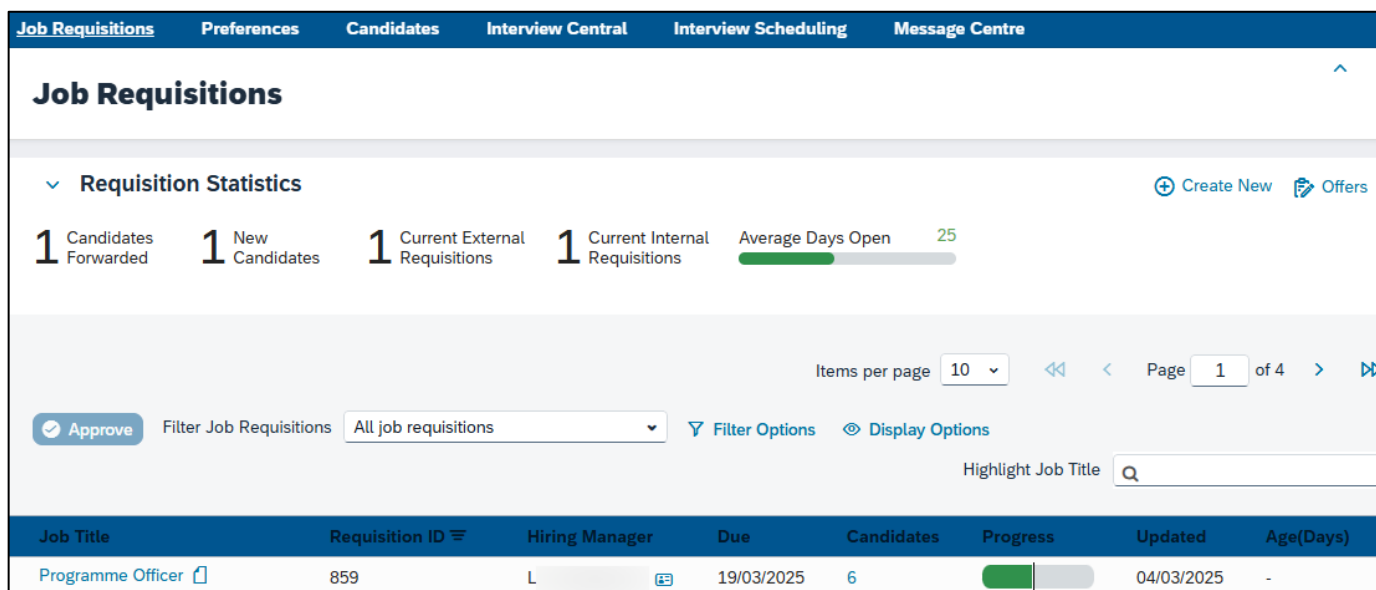 Job Requisitions Preferences Candidates Interview Central Interview Scheduling Message Centre
Job Requisitions
Requisition Statistics Create New Offers
1 Candidates Forwarded 1 New Candidates 1 Current External Requisitions 1 Current Internal Requisitions Average Days Open 25
Items per page 10 Page 1 of 4
Approve Filter Job Requisitions All job requisitions Filter Options Display Options
Highlight Job Title
Job Title Requisition ID Hiring Manager Due Candidates Progress Updated Age(Days)
Programme Officer 859 L 19/03/2025 6 04/03/2025 -